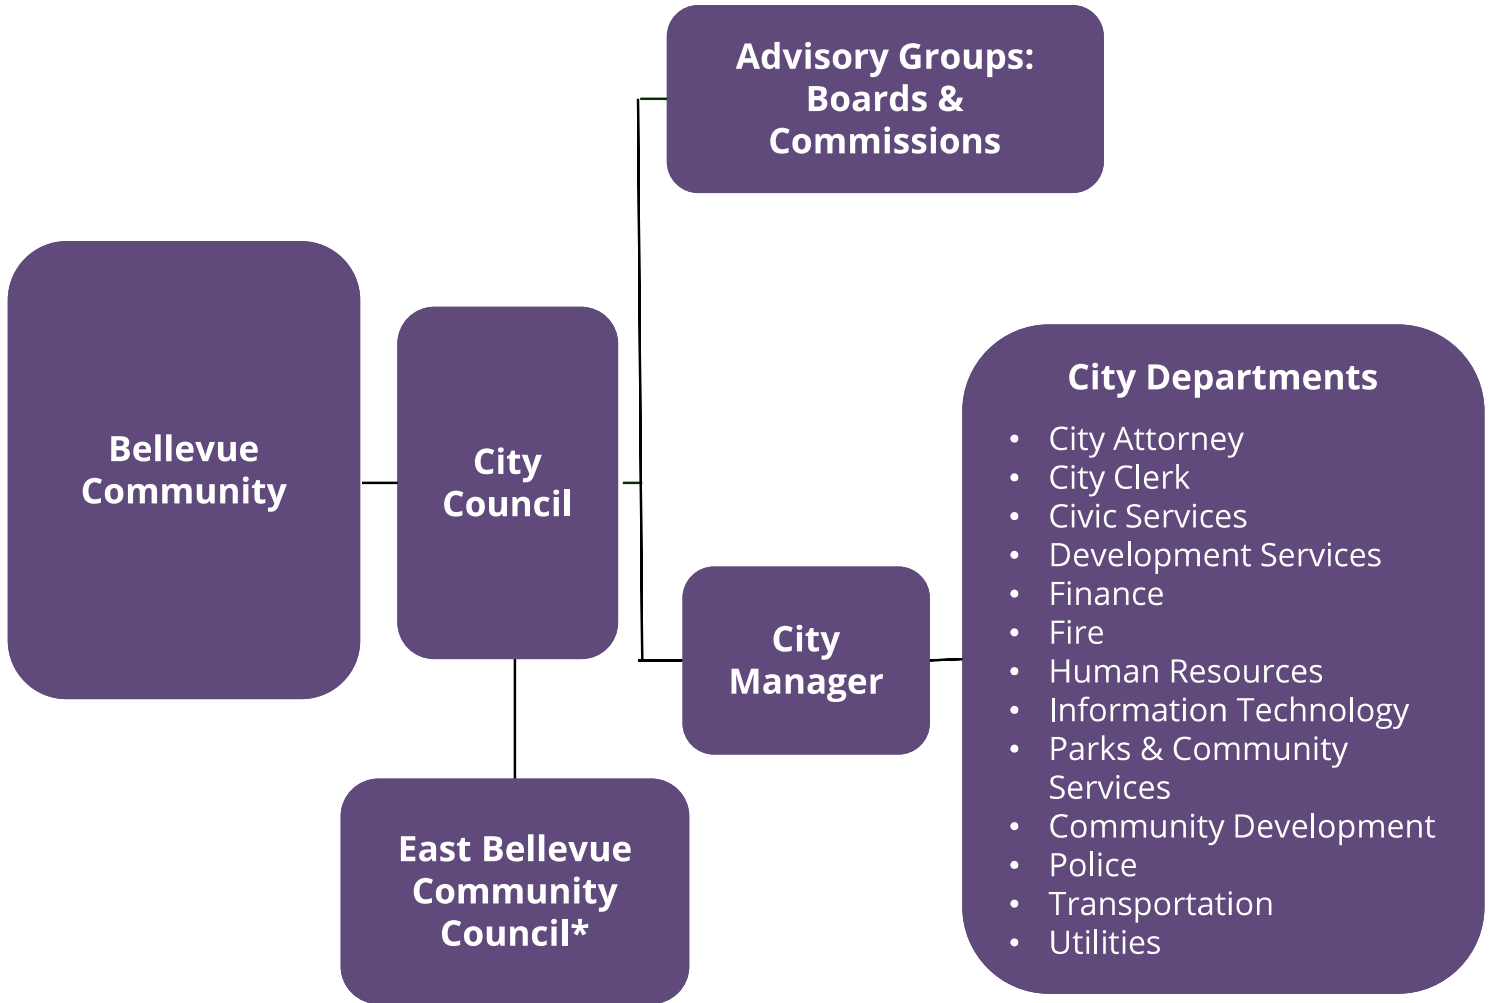 Advisory Groups:
Boards &
Commissions
Bellevue
Community
City
Council
City
Manager
East Bellevue
Community
Council*
City Departments
• City Attorney
• City Clerk
• Civic Services
• Development Services
• Finance
• Fire
• Human Resources
• Information Technology
• Parks & Community
Services
• Community Development
• Police
• Transportation
• Utilities